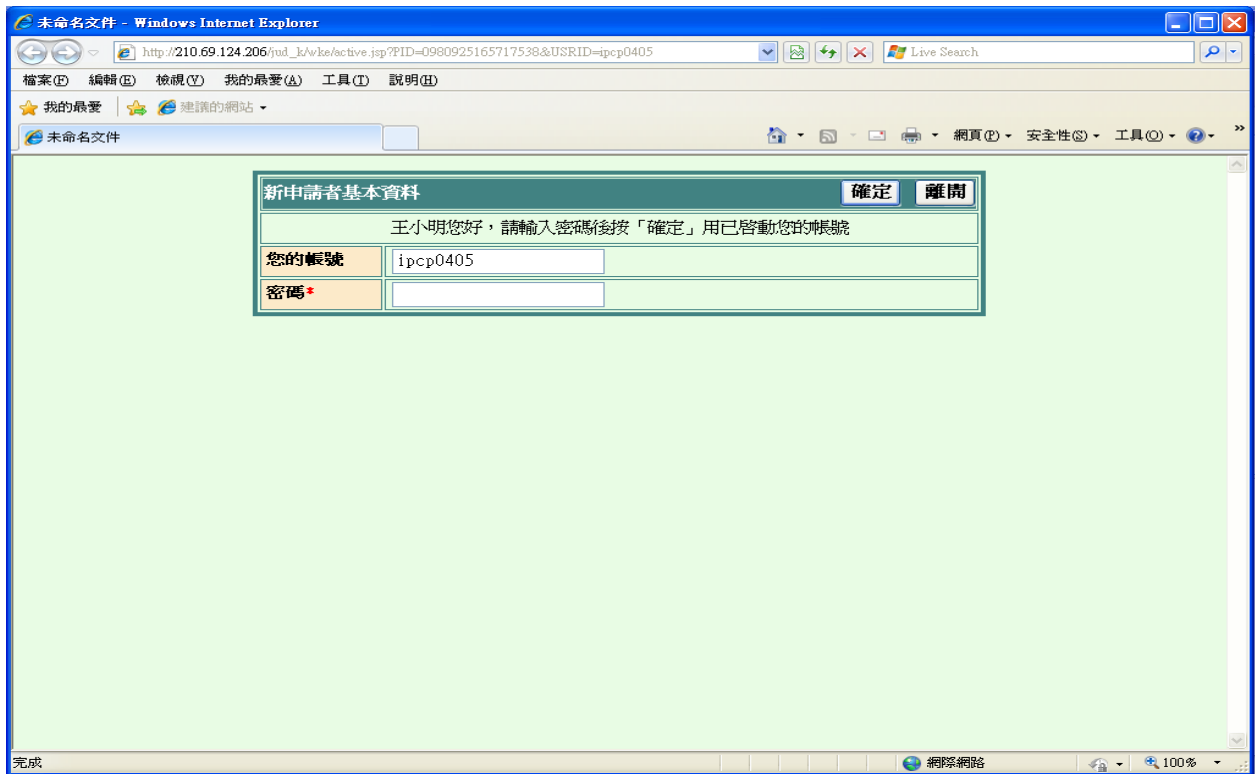 未命名文件 - Windows Internet Explorer
http://210.69.124.206/jud_k/wke/active.jsp?PID=0980925165717538&USRID=ipcp0405
Live Search
檔案(F) 編輯(E) 檢視(V) 我的最愛(A) 工具(T) 說明(H)
我的最愛 建議的網站
未命名文件
網頁(P) 安全性(S) 工具(O) »
新申請者基本資料 確定 離開
王小明您好，請輸入密碼後按「確定」用已啓動您的帳號
您的帳號 ipcp0405
密碼*
完成 網際網路 100%